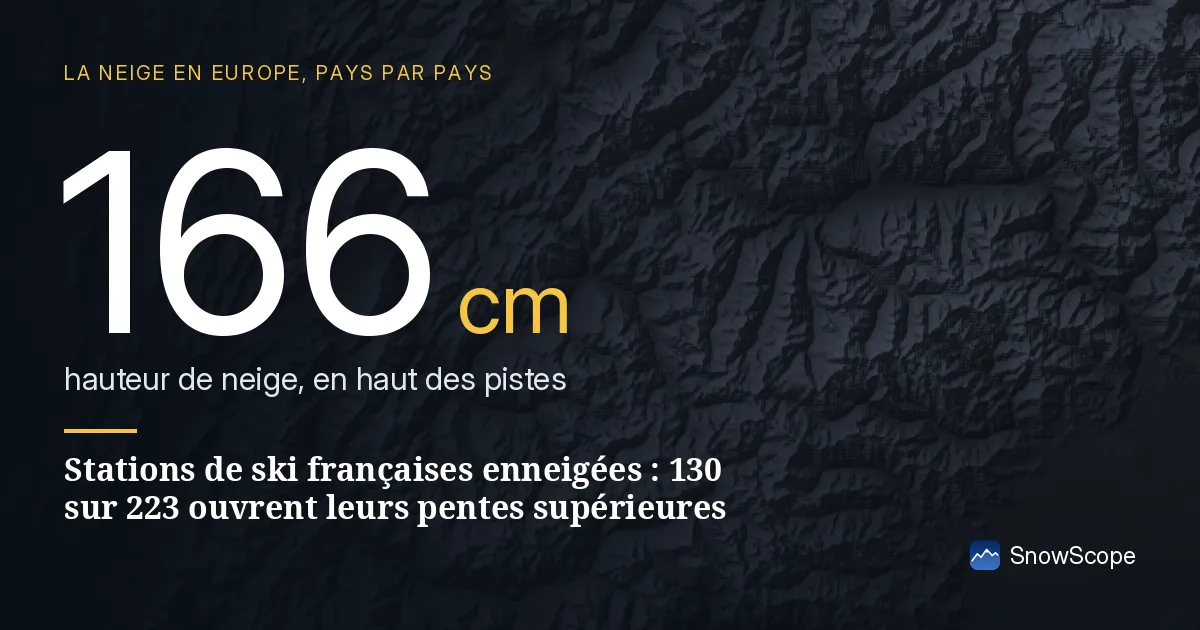 LA NEIGE EN EUROPE, PAYS PAR PAYS
166 cm
hauteur de neige, en haut des pistes
Stations de ski françaises enneigées : 130
sur 223 ouvrent leurs pentes supérieures
SnowScope